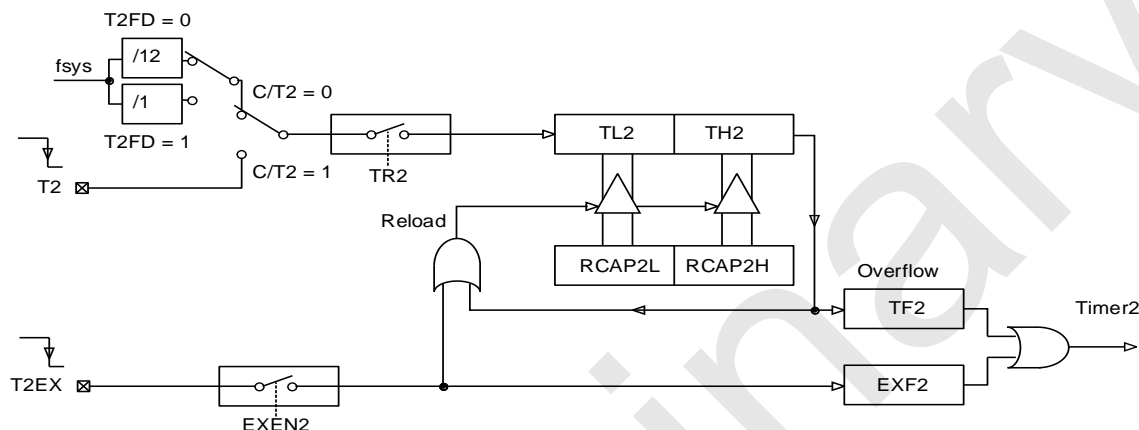 T2FD = 0
/12
fsys
/1
T2FD = 1
C/T2 = 0
C/T2 = 1
T2
TR2
TL2
TH2
Reload
RCAP2L
RCAP2H
Overflow
TF2
Timer2
T2EX
EXEN2
EXF2
inary